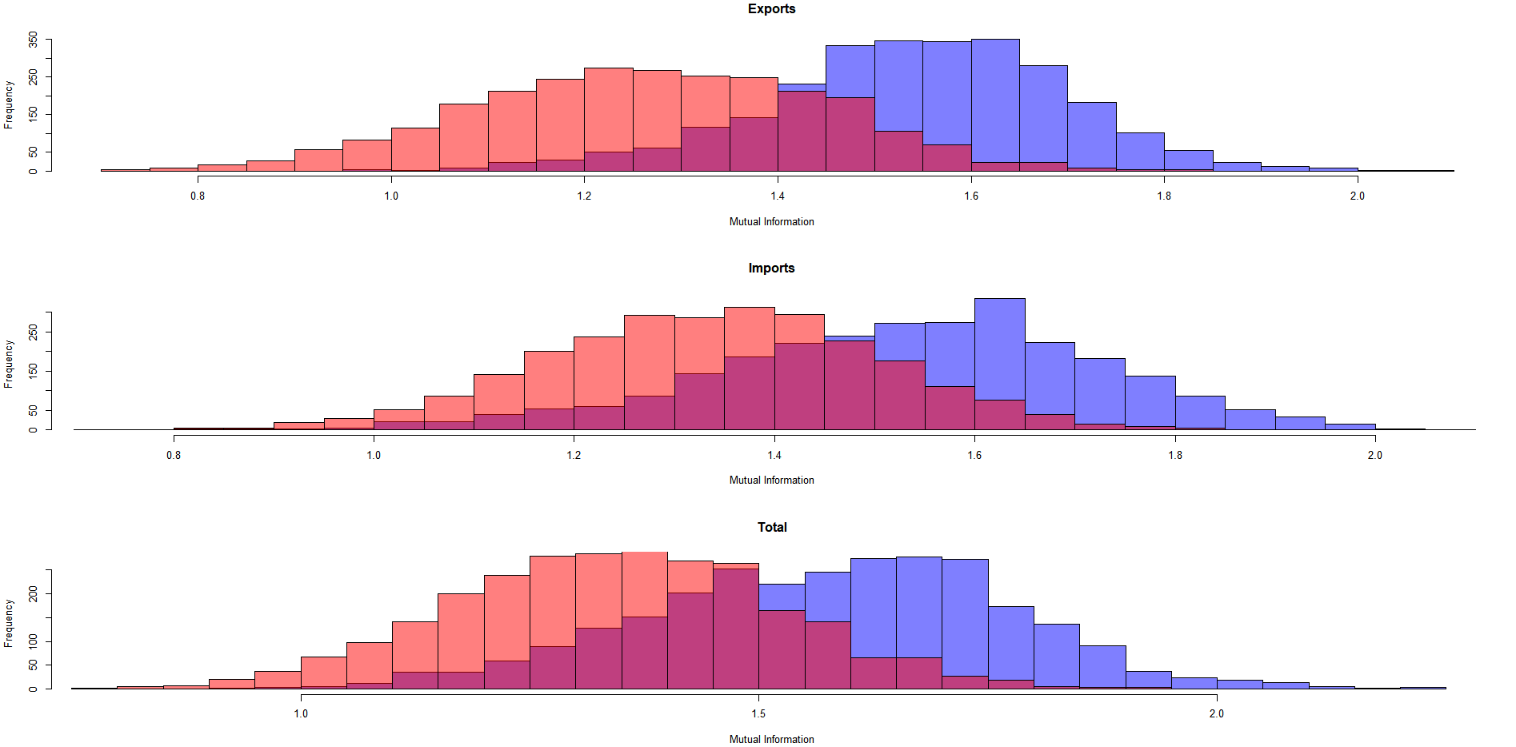 Exports
350
250
150
50
0
Frequency
0.8 1.0 1.2 1.4 1.6 1.8 2.0
Mutual Information
Imports
250
150
50
0
Frequency
0.8 1.0 1.2 1.4 1.6 1.8 2.0
Mutual Information
Total
200
100
50
0
Frequency
1.0 1.5 2.0
Mutual Information